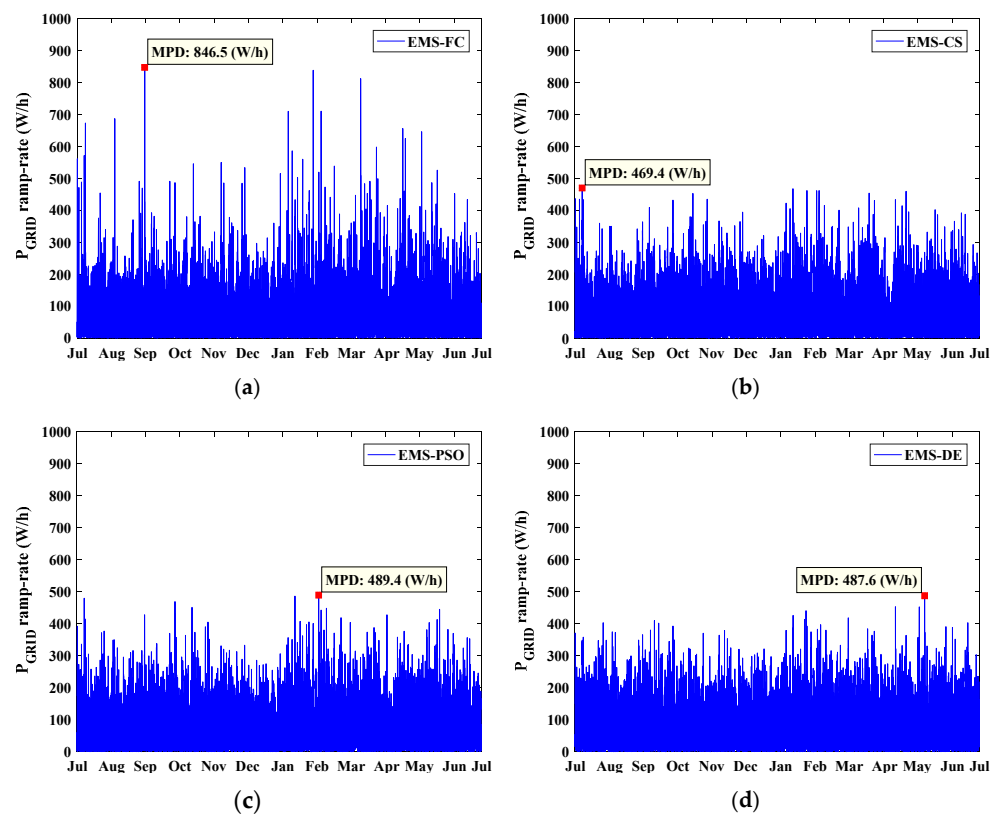 1000
900
800
700
600
500
400
300
200
100
0
P_GRID ramp-rate (W/h)
EMS-FC
MPD: 846.5 (W/h)
Jul Aug Sep Oct Nov Dec Jan Feb Mar Apr May Jun Jul
(a)
1000
900
800
700
600
500
400
300
200
100
0
P_GRID ramp-rate (W/h)
EMS-CS
MPD: 469.4 (W/h)
Jul Aug Sep Oct Nov Dec Jan Feb Mar Apr May Jun Jul
(b)
1000
900
800
700
600
500
400
300
200
100
0
P_GRID ramp-rate (W/h)
EMS-PSO
MPD: 489.4 (W/h)
Jul Aug Sep Oct Nov Dec Jan Feb Mar Apr May Jun Jul
(c)
1000
900
800
700
600
500
400
300
200
100
0
P_GRID ramp-rate (W/h)
EMS-DE
MPD: 487.6 (W/h)
Jul Aug Sep Oct Nov Dec Jan Feb Mar Apr May Jun Jul
(d)